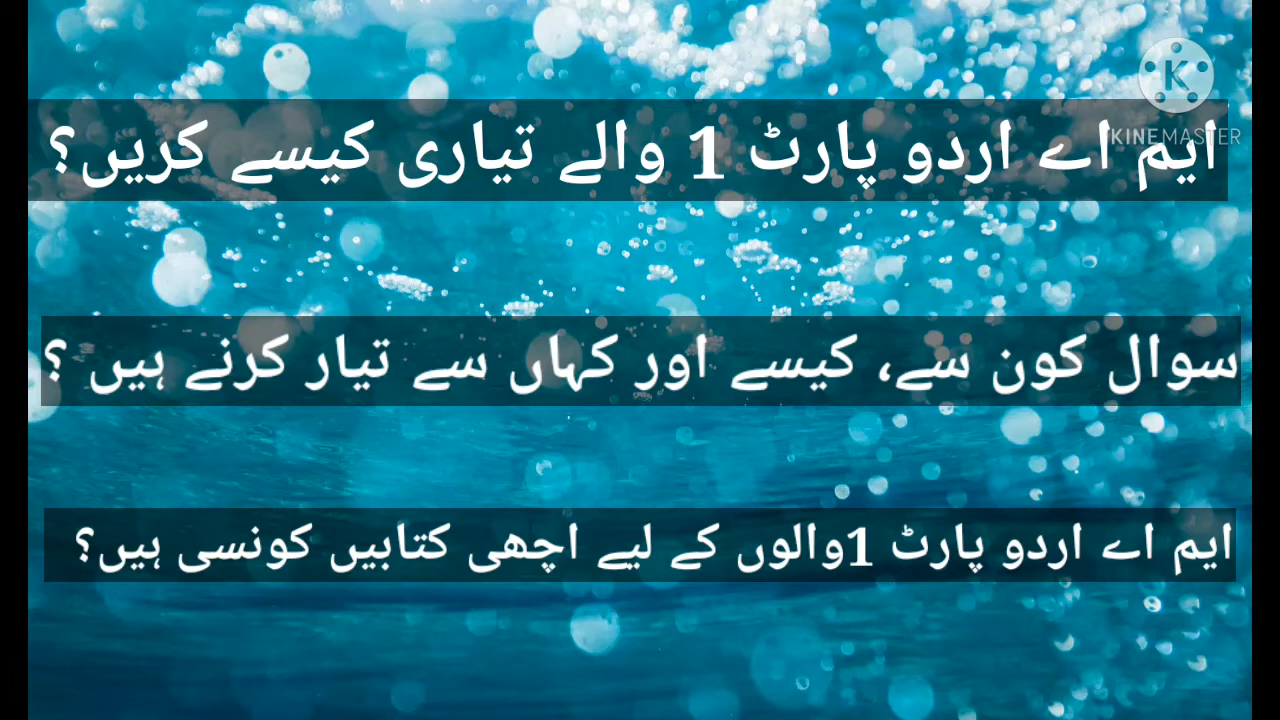 KINEMASTER
ایم اے اردو پارٹ 1 والے تیاری کیسے کریں؟
سوال کون سے، کیسے اور کہاں سے تیار کرنے ہیں ؟
ایم اے اردو پارٹ 1والوں کے لیے اچھی کتابیں کونسی ہیں؟